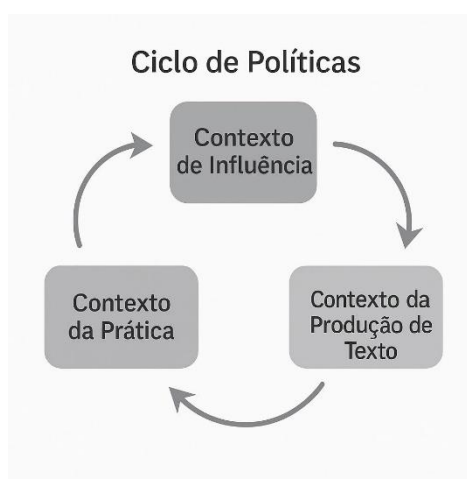 Ciclo de Políticas
Contexto
de Influência
Contexto
da Prática
Contexto da
Produção de
Texto